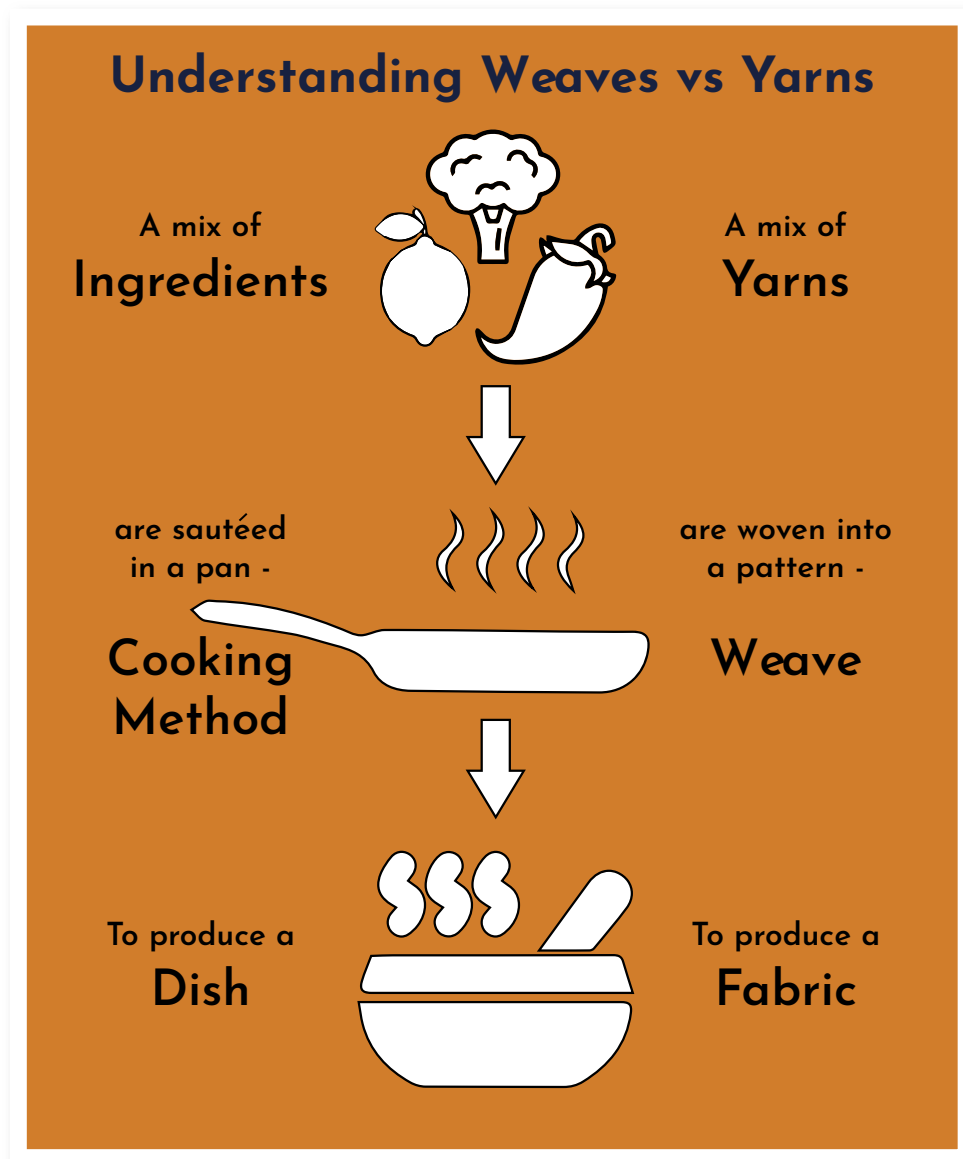 Understanding Weaves vs Yarns
A mix of
Ingredients
A mix of
Yarns
are sautéed
in a pan -
Cooking
Method
are woven into
a pattern -
Weave
To produce a
Dish
To produce a
Fabric